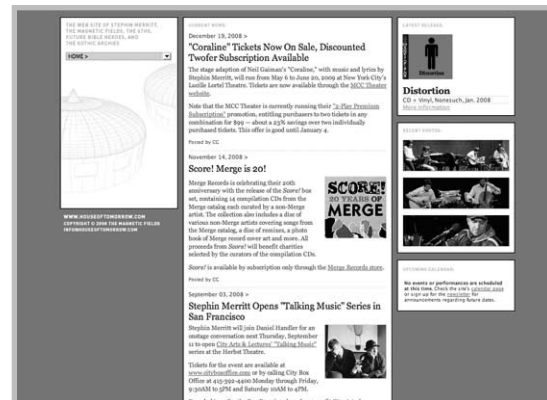 THE WEB SITE OF STEPHIN MERRITT,
THE MAGNETIC FIELDS, THE 6THS,
FUTURE BIBLE HEROES, AND
THE GOTHIC ARCHIES
HOME >
WWW.HOUSEOFTOMORROW.COM
COPYRIGHT © 2008 THE MAGNETIC FIELDS
INFO@HOUSEOFTOMORROW.COM
CURRENT NEWS:
December 19, 2008 >
"Coraline" Tickets Now On Sale, Discounted
Twofer Subscription Available
The stage adaption of Neil Gaiman's "Coraline," with music and lyrics by
Stephin Merritt, will run from May 6 to June 20, 2009 at New York City's
Lucille Lortel Theatre. Tickets are now available through the MCC Theater
website.
Note that the MCC Theater is currently running their "2-Play Premium
Subscription" promotion, entitling purchasers to two tickets in any
combination for $99 — about a 25% savings over two individually
purchased tickets. This offer is good until January 4.
Posted by CC
November 14, 2008 >
Score! Merge is 20!
Merge Records is celebrating their 20th
anniversary with the release of the Score! box
set, containing 14 compilation CDs from the
Merge catalog each curated by a non-Merge
artist. The collection also includes a disc of
various non-Merge artists covering songs from
the Merge catalog, a disc of remixes, a photo
book of Merge record cover art and more. All
proceeds from Score! will benefit charities
selected by the curators of the compilation CDs.
SCORE!
20 YEARS OF
MERGE
Score! is available by subscription only through the Merge Records store.
Posted by CC
September 03, 2008 >
Stephin Merritt Opens "Talking Music" Series in
San Francisco
Stephin Merritt will join Daniel Handler for an
onstage conversation next Thursday, September
11 to open City Arts & Lectures' "Talking Music"
series at the Herbst Theatre.
Tickets for the event are available at
www.cityboxoffice.com or by calling City Box
Office at 415-392-4400 Monday through Friday,
9:30AM to 5PM and Saturday 10AM to 4PM.
LATEST RELEASE:
Distortion
Distortion
CD + Vinyl, Nonesuch, Jan. 2008
More information
RECENT PHOTOS:
UPCOMING CALENDAR:
No events or performances are scheduled
at this time. Check the site's calendar page
or sign up for the newsletter for
announcements regarding future dates.